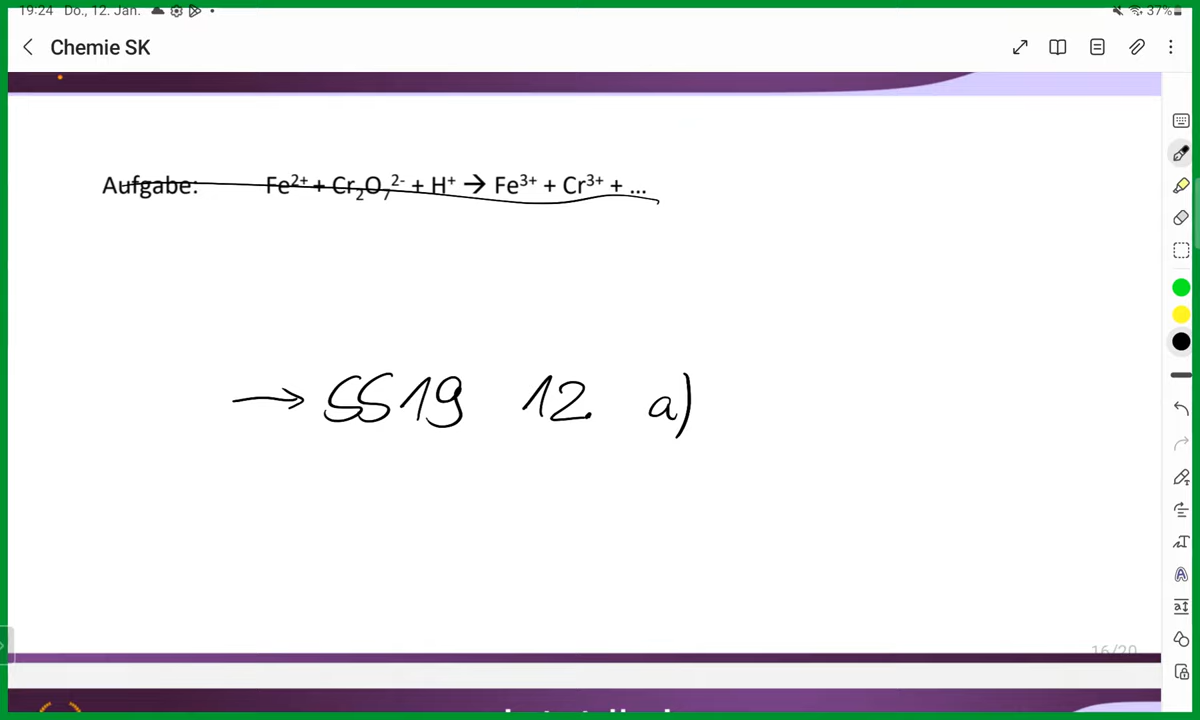 19:24 Do., 12. Jan. 37%
Chemie SK
Aufgabe: Fe²⁺ + Cr₂O₇²⁻ + H⁺ → Fe³⁺ + Cr³⁺ + ...
→ SS19 12. a)
16/20